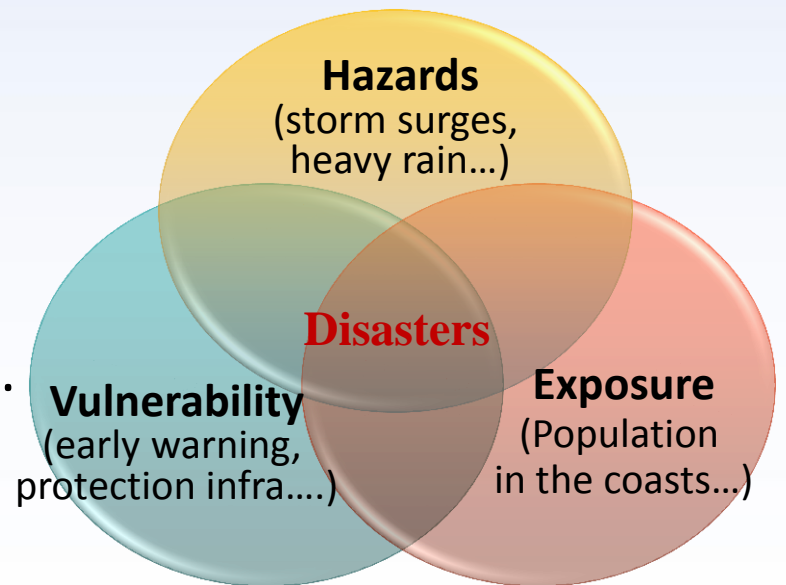 Hazards
(storm surges,
heavy rain…)
Disasters
.
Vulnerability
(early warning,
protection infra….)
Exposure
(Population
in the coasts…)